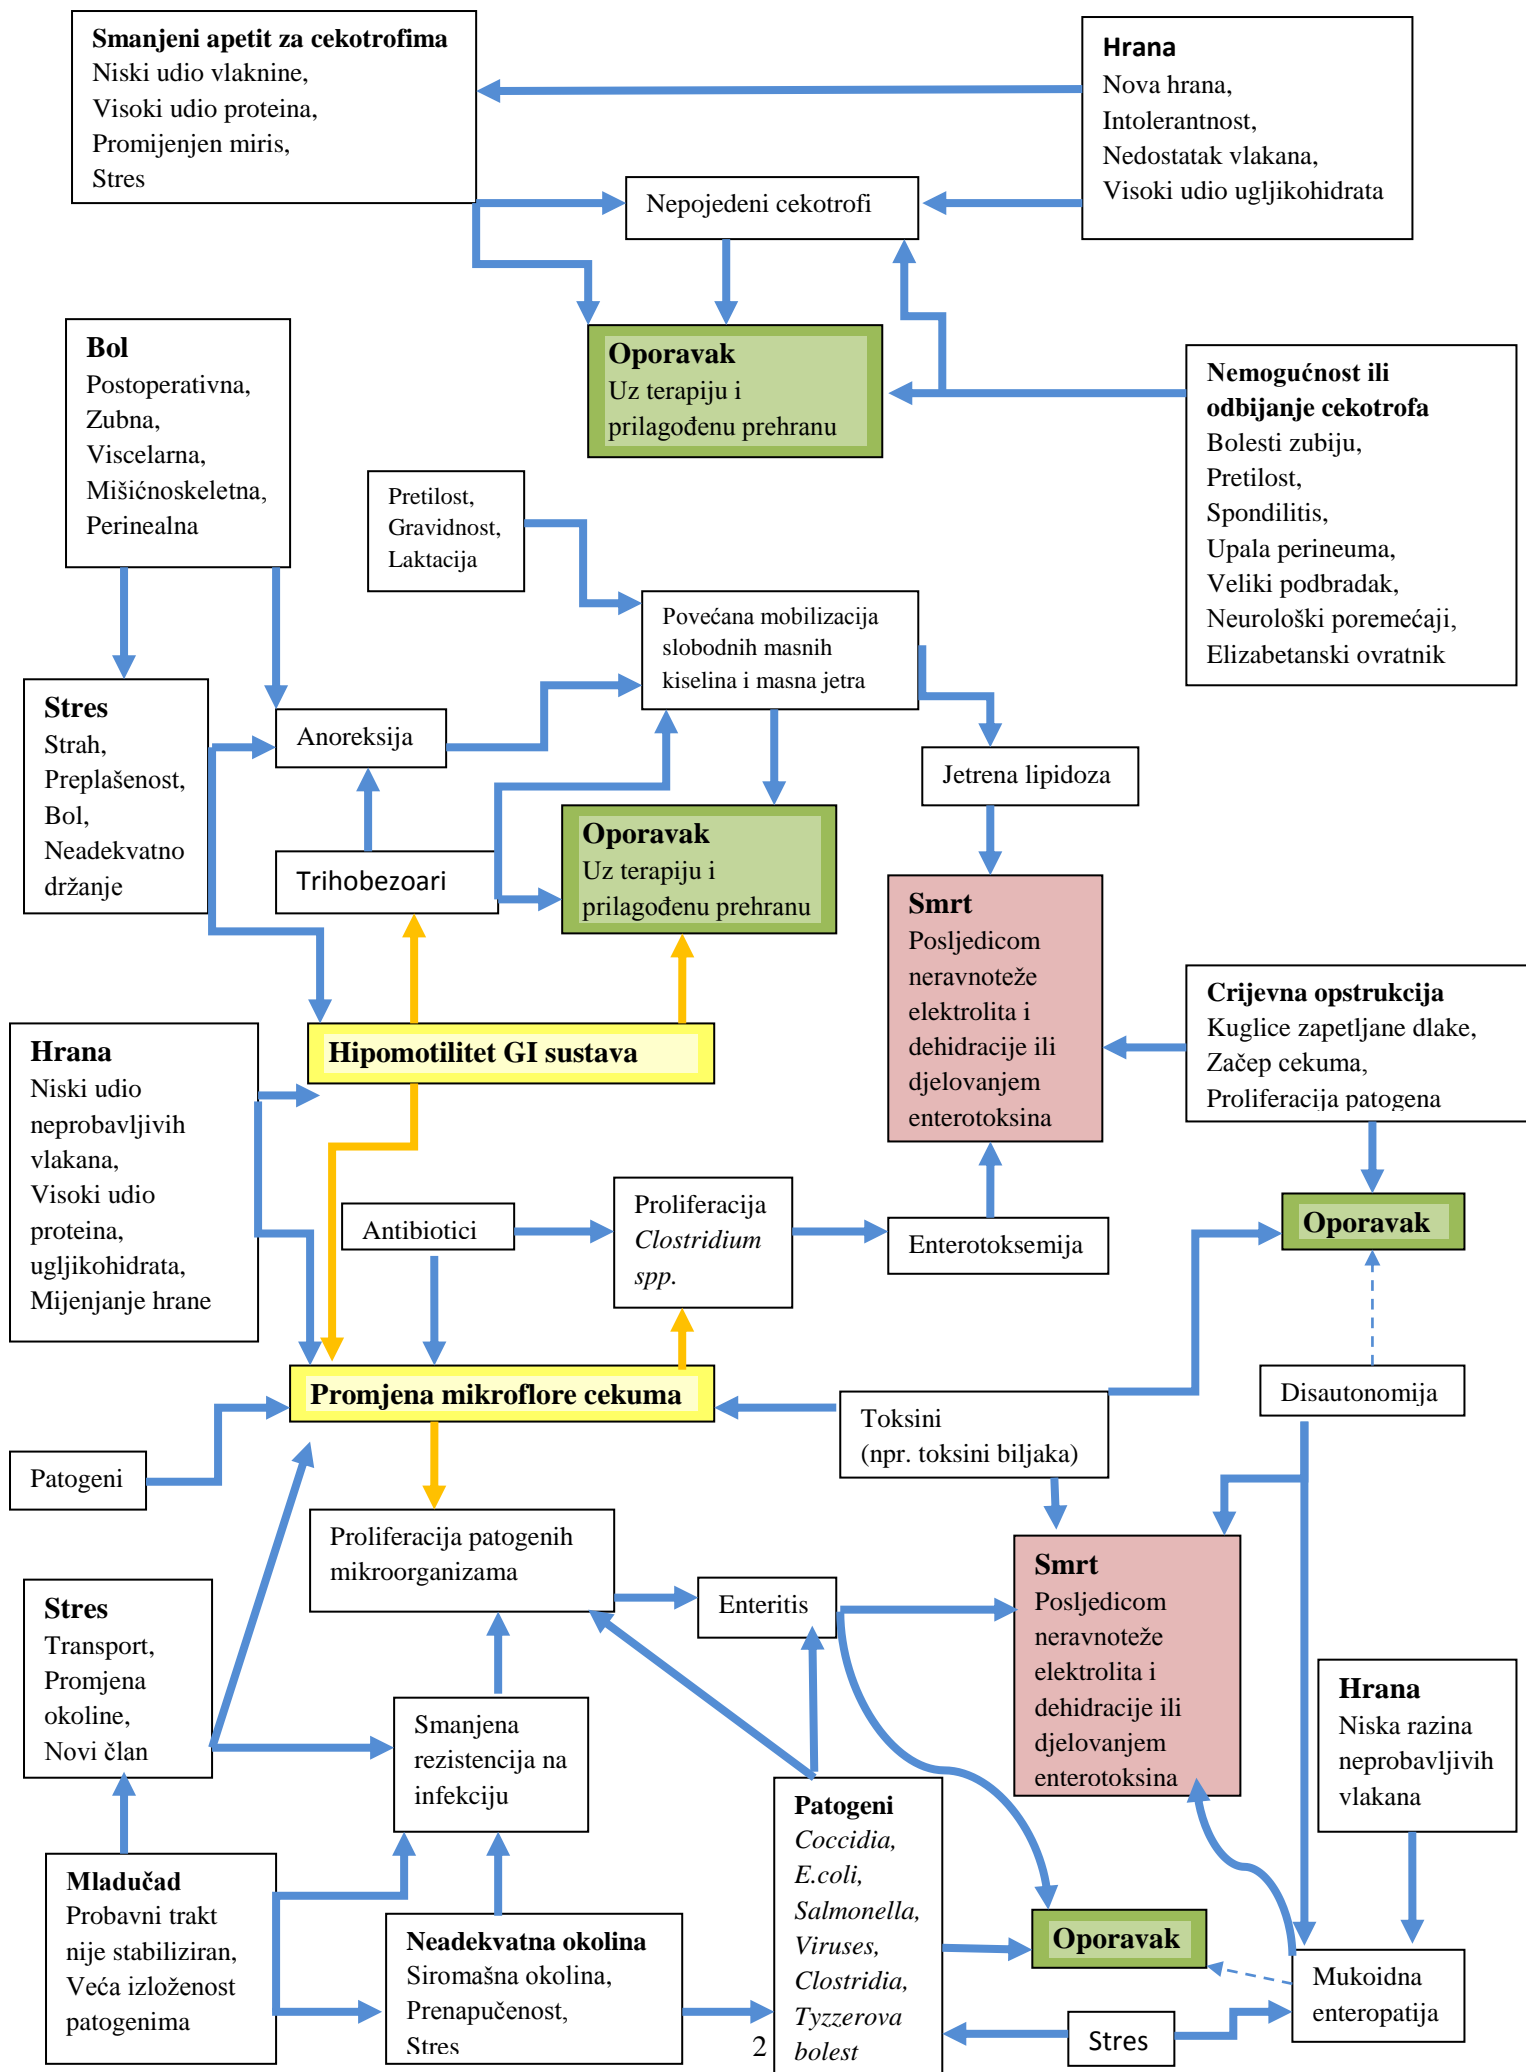 Smanjeni apetit za cekotrofima
Niski udio vlaknine,
Visoki udio proteina,
Promijenjen miris,
Stres
Hrana
Nova hrana,
Intolerantnost,
Nedostatak vlakana,
Visoki udio ugljikohidrata
Nepojedeni cekotrofi
Oporavak
Uz terapiju i
prilagođenu prehranu
Bol
Postoperativna,
Zubna,
Viscelarna,
Mišićnoskeletna,
Perinealna
Nemogućnost ili
odbijanje cekotrofa
Bolesti zubiju,
Pretilost,
Spondilitis,
Upala perineuma,
Veliki podbradak,
Neurološki poremećaji,
Elizabetanski ovratnik
Pretilost,
Gravidnost,
Laktacija
Povećana mobilizacija
slobodnih masnih
kiselina i masna jetra
Stres
Strah,
Preplašenost,
Bol,
Neadekvatno
držanje
Anoreksija
Jetrena lipidoza
Trihobezoari
Oporavak
Uz terapiju i
prilagođenu prehranu
Smrt
Posljedicom
neravnoteže
elektrolita i
dehidracije ili
djelovanjem
enterotoksina
Crijevna opstrukcija
Kuglice zapetljane dlake,
Začep cekuma,
Proliferacija patogena
Hipomotilitet GI sustava
Hrana
Niski udio
neprobavljivih
vlakana,
Visoki udio
proteina,
ugljikohidrata,
Mijenjanje hrane
Antibiotici
Proliferacija
Clostridium
spp.
Enterotoksemija
Oporavak
Promjena mikroflore cekuma
Toksini
(npr. toksini biljaka)
Disautonomija
Patogeni
Proliferacija patogenih
mikroorganizama
Enteritis
Smrt
Posljedicom
neravnoteže
elektrolita i
dehidracije ili
djelovanjem
enterotoksina
Stres
Transport,
Promjena
okoline,
Novi član
Smanjena
rezistencija na
infekciju
Hrana
Niska razina
neprobavljivih
vlakana
Patogeni
Coccidia,
E.coli,
Salmonella,
Viruses,
Clostridia,
Tyzzerova
bolest
Mladučad
Probavni trakt
nije stabiliziran,
Veća izloženost
patogenima
Neadekvatna okolina
Siromašna okolina,
Prenapučenost,
Stres
Oporavak
Mukoidna
enteropatija
Stres
2